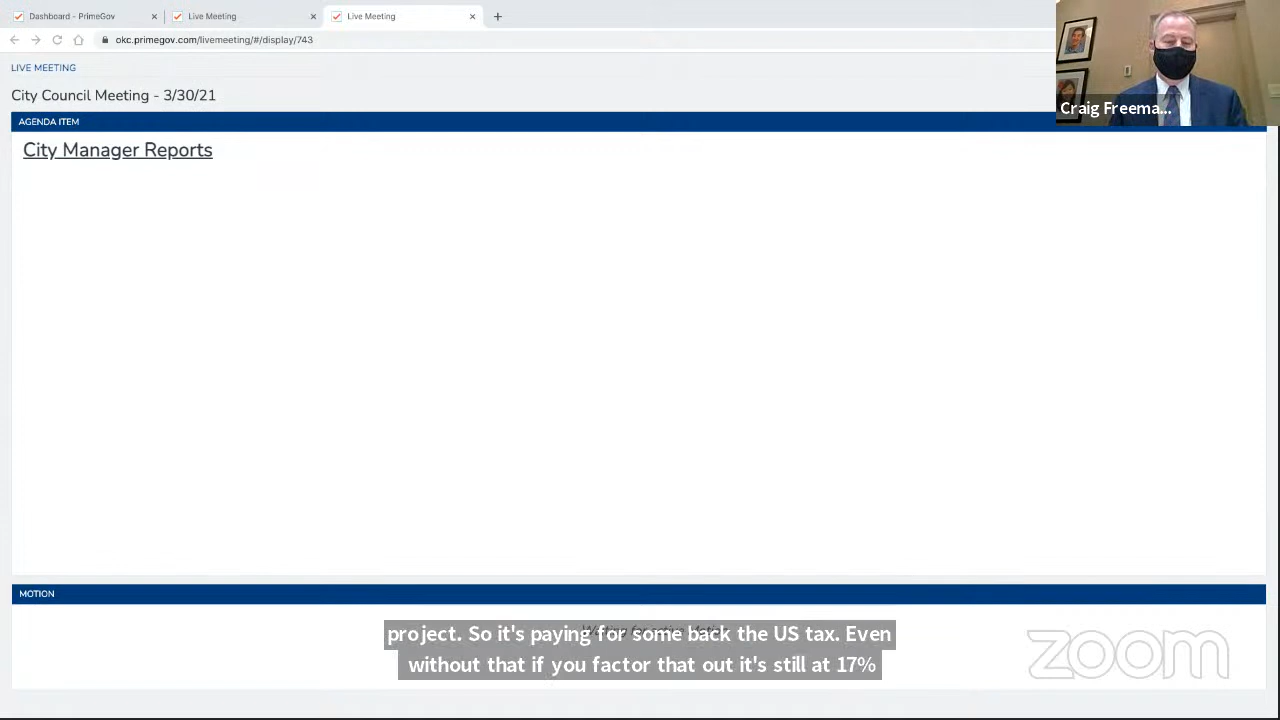 Dashboard - PrimeGov
Live Meeting
Live Meeting
okc.primegov.com/livemeeting/#/display/743
LIVE MEETING
City Council Meeting - 3/30/21
AGENDA ITEM
City Manager Reports
Craig Freema...
MOTION
project. So it's paying for some back the US tax. Even
without that if you factor that out it's still at 17%
zoom